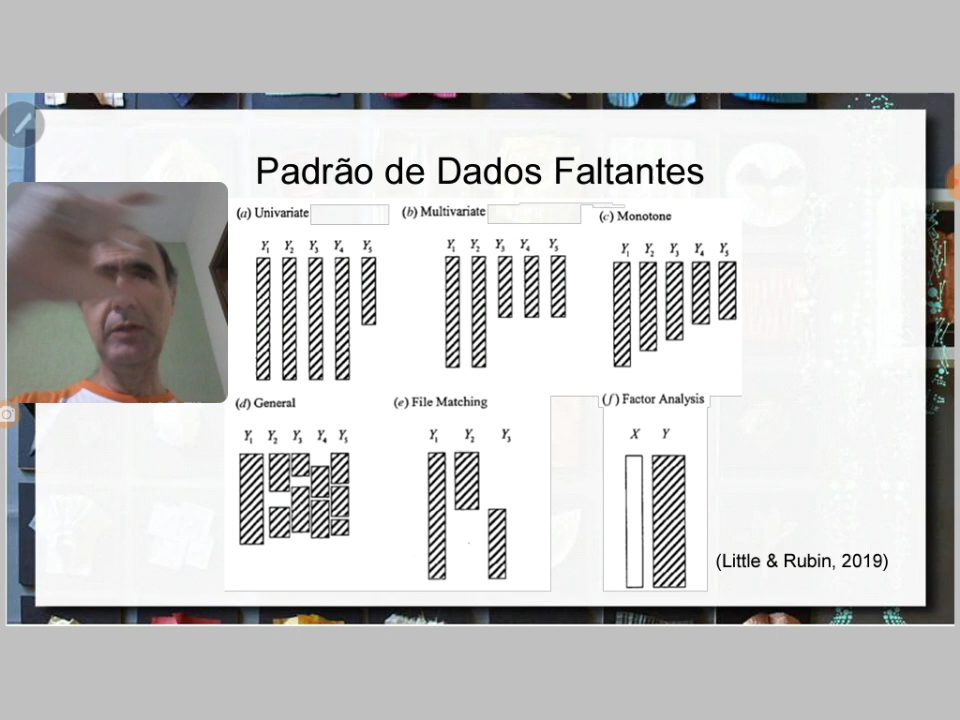 Padrão de Dados Faltantes
(a) Univariate
(b) Multivariate
(c) Monotone
Y1 Y2 Y3 Y4 Y5
Y1 Y2 Y3 Y4 Y5
Y1 Y2 Y3 Y4 Y5
(d) General
(e) File Matching
(f) Factor Analysis
Y1 Y2 Y3 Y4 Y5
Y1 Y2 Y3
X Y
(Little & Rubin, 2019)